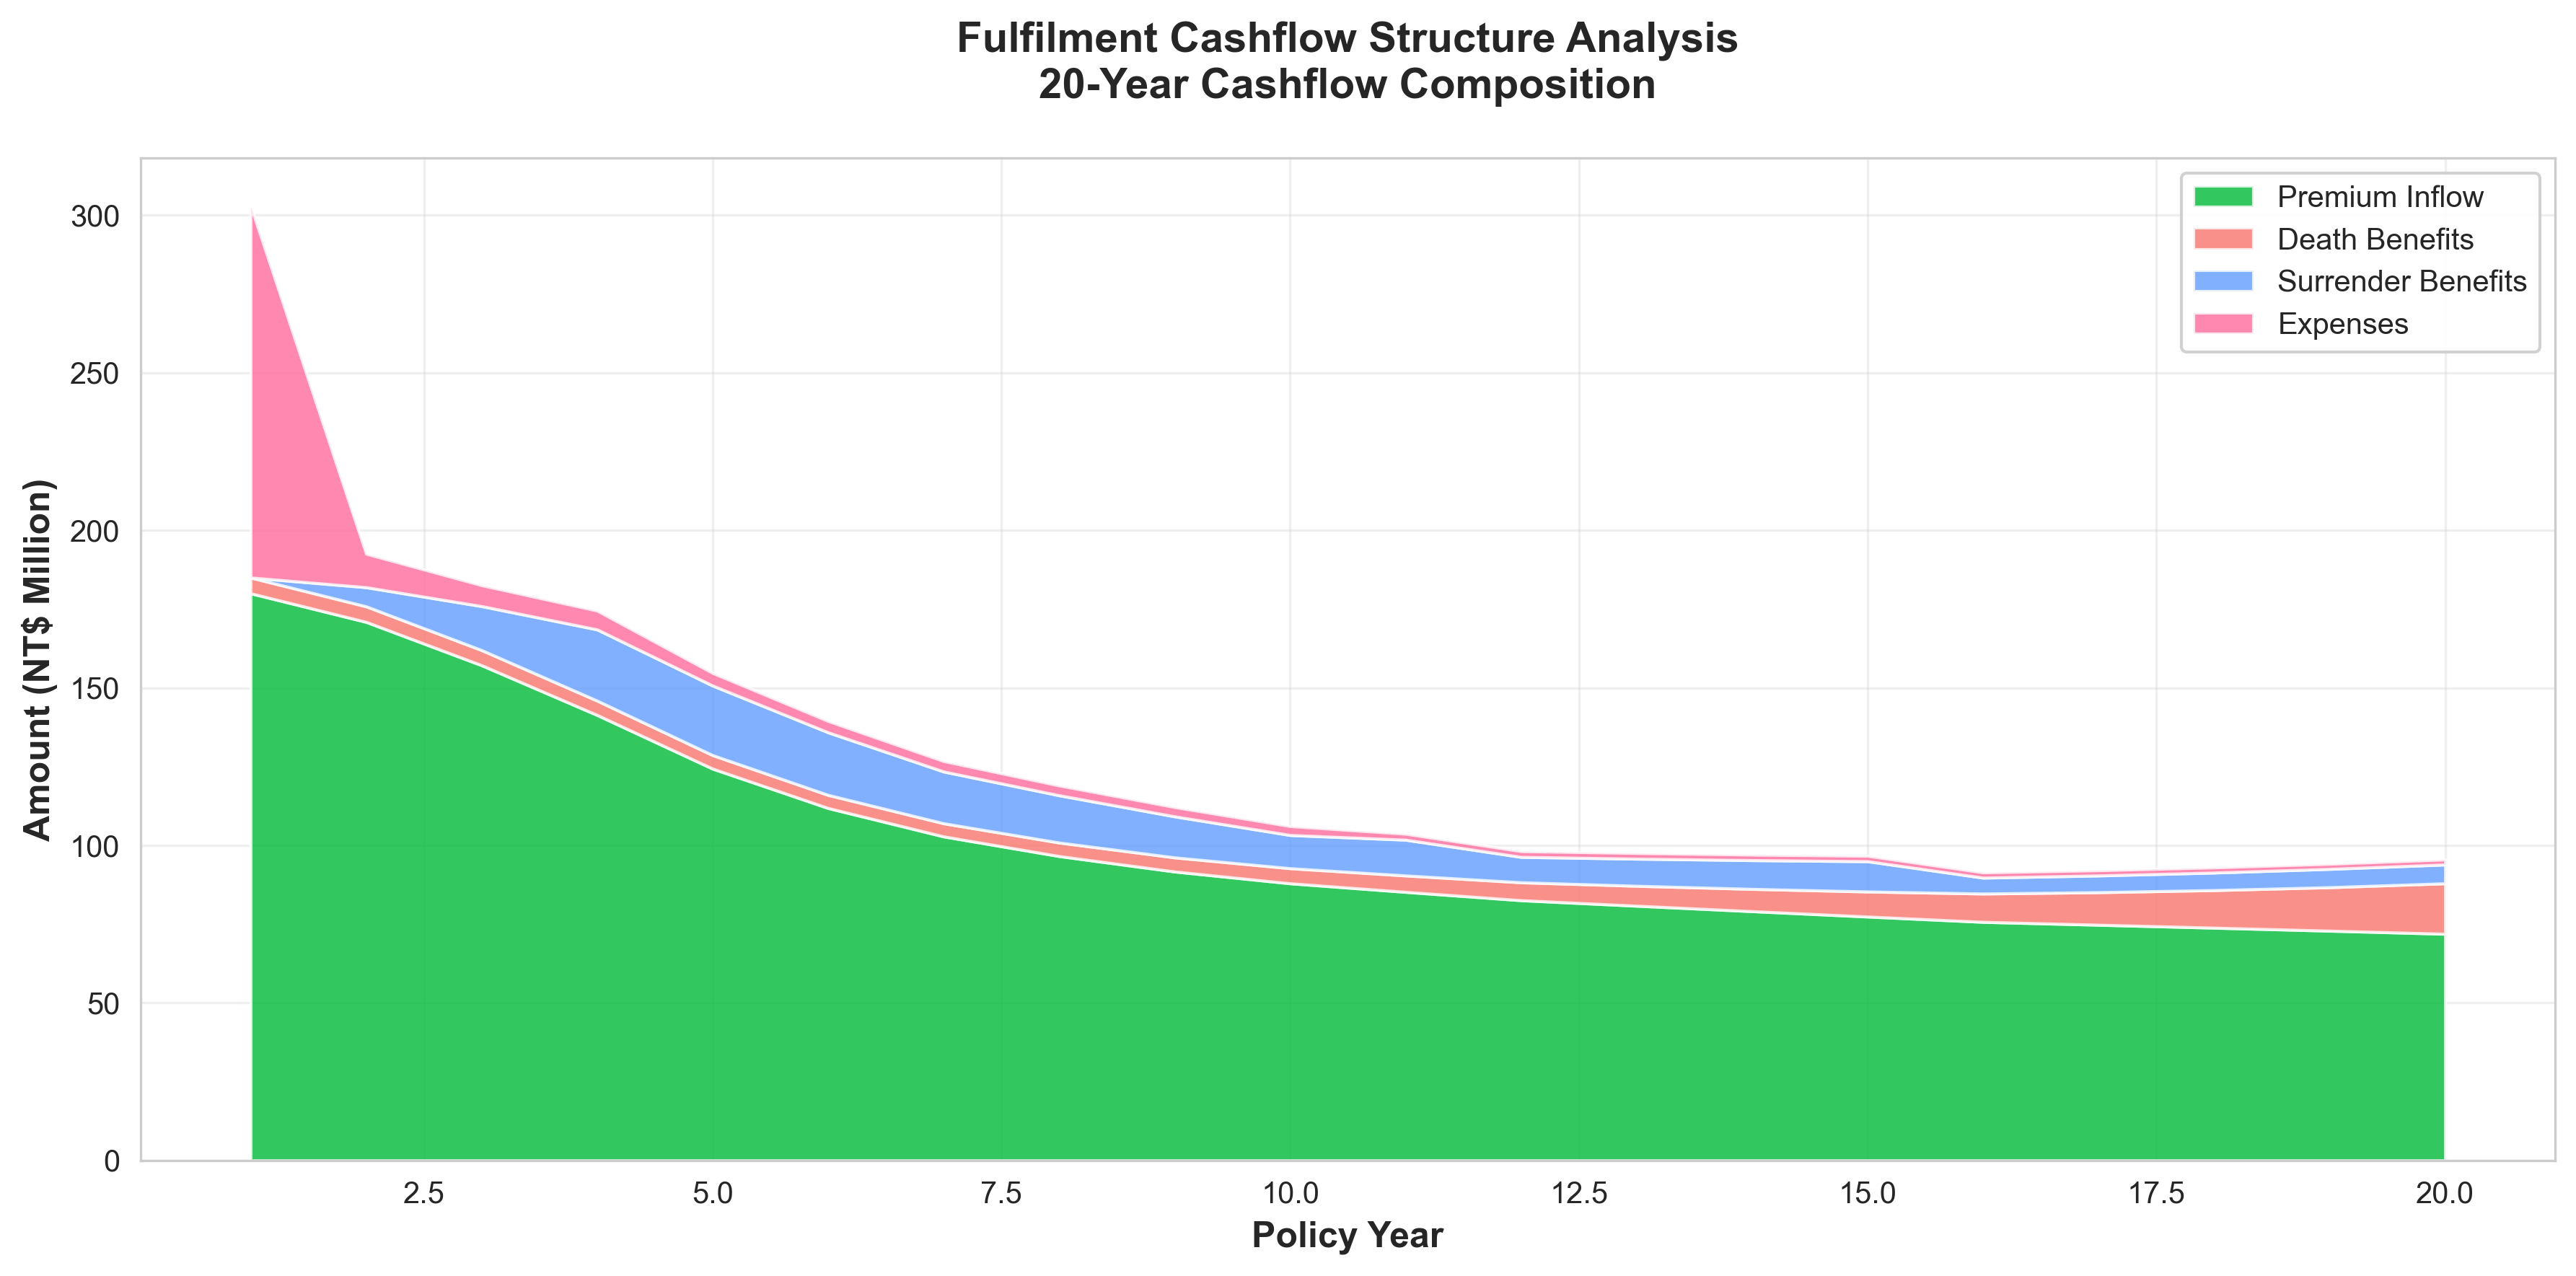 Fulfilment Cashflow Structure Analysis
20-Year Cashflow Composition
Amount (NT$ Million)
300
250
200
150
100
50
0
Premium Inflow
Death Benefits
Surrender Benefits
Expenses
2.5 5.0 7.5 10.0 12.5 15.0 17.5 20.0
Policy Year